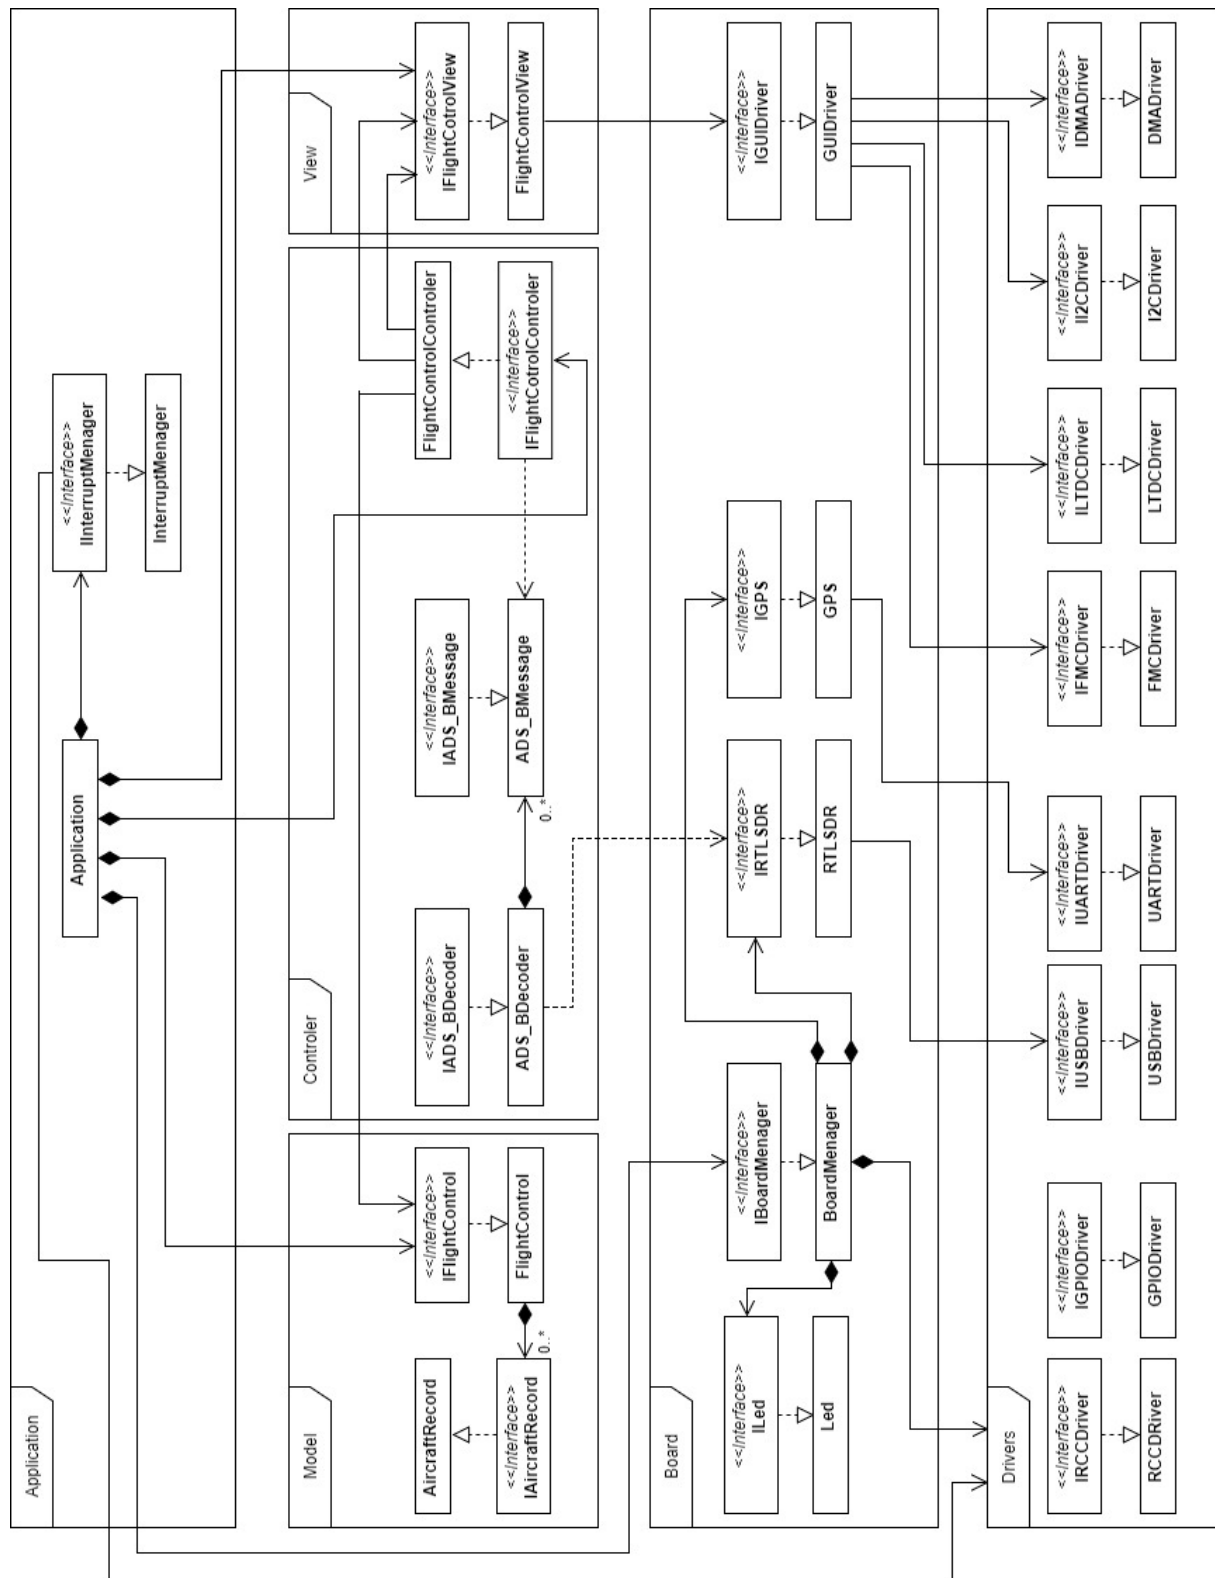 Application
Application
<<Interface>>
IInterruptMenager
InterruptMenager
Model
AircraftRecord
<<Interface>>
IAircraftRecord
0..*
<<Interface>>
IFlightControl
FlightControl
Controler
<<Interface>>
IADS_BDecoder
ADS_BDecoder
<<Interface>>
IADS_BMessage
ADS_BMessage
0..*
FlightControlControler
<<Interface>>
IFlightCotrolControler
View
<<Interface>>
IFlightCotrolView
FlightControlView
Board
<<Interface>>
ILed
Led
<<Interface>>
IBoardMenager
BoardMenager
<<Interface>>
IRTLSDR
RTLSDR
<<Interface>>
IGPS
GPS
<<Interface>>
IGUIDriver
GUIDriver
Drivers
<<Interface>>
IRCCDriver
RCCDRiver
<<Interface>>
IGPIODriver
GPIODriver
<<Interface>>
IUSBDriver
USBDriver
<<Interface>>
IUARTDriver
UARTDriver
<<Interface>>
IFMCDriver
FMCDriver
<<Interface>>
ILTDCDriver
LTDCDriver
<<Interface>>
II2CDriver
I2CDriver
<<Interface>>
IDMADriver
DMADriver